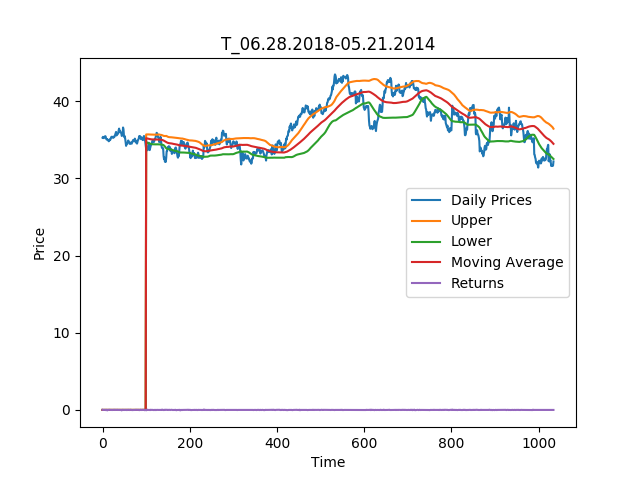 T_06.28.2018-05.21.2014
Price
40
30
20
10
0
Daily Prices
Upper
Lower
Moving Average
Returns
0 200 400 600 800 1000
Time